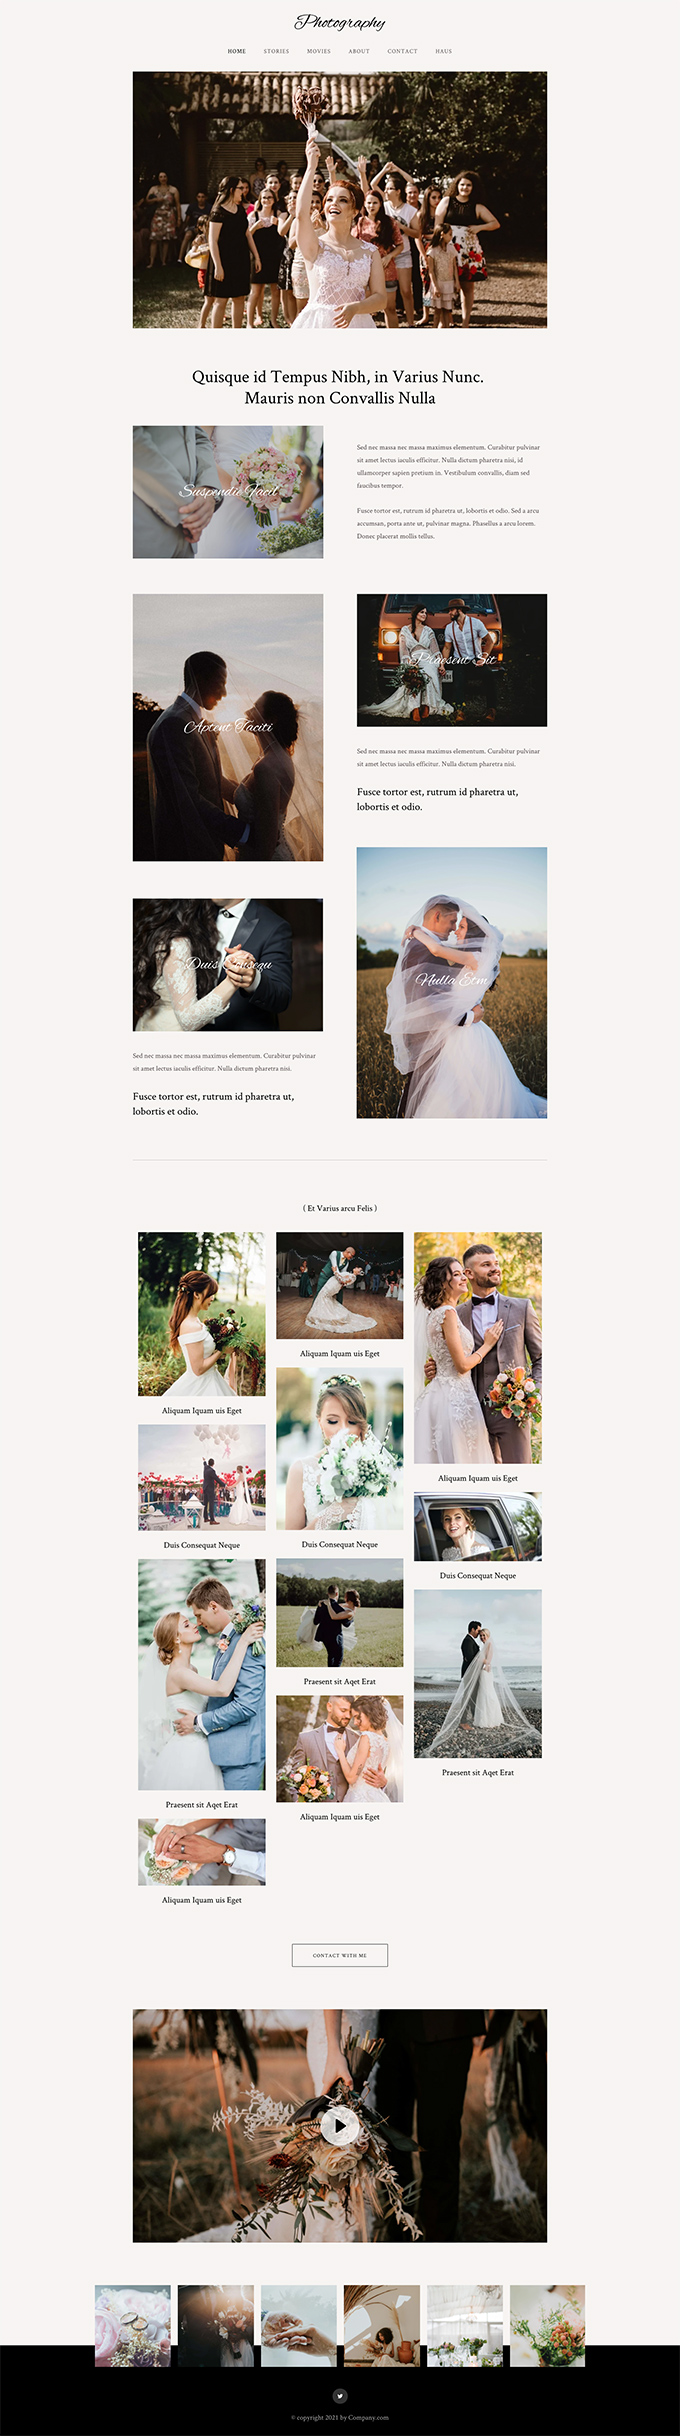 Photography
HOME STORIES MOVIES ABOUT CONTACT HAUS
Quisque id Tempus Nibh, in Varius Nunc.
Mauris non Convallis Nulla
Suspendie Facil
Sed nec massa nec massa maximus elementum. Curabitur pulvinar
sit amet lectus iaculis efficitur. Nulla dictum pharetra nisi, id
ullamcorper sapien pretium in. Vestibulum convallis, diam sed
faucibus tempor.
Fusce tortor est, rutrum id pharetra ut, lobortis et odio. Sed a arcu
accumsan, porta ante ut, pulvinar magna. Phasellus a arcu lorem.
Donec placerat mollis tellus.
Aptent Taciti
Praesent Sit
Sed nec massa nec massa maximus elementum. Curabitur pulvinar
sit amet lectus iaculis efficitur. Nulla dictum pharetra nisi.
Fusce tortor est, rutrum id pharetra ut,
lobortis et odio.
Duis Consequ
Sed nec massa nec massa maximus elementum. Curabitur pulvinar
sit amet lectus iaculis efficitur. Nulla dictum pharetra nisi.
Fusce tortor est, rutrum id pharetra ut,
lobortis et odio.
Nulla Etm
( Et Varius arcu Felis )
Aliquam Iquam uis Eget
Duis Consequat Neque
Praesent sit Aqet Erat
Aliquam Iquam uis Eget
Aliquam Iquam uis Eget
Duis Consequat Neque
Praesent sit Aqet Erat
Aliquam Iquam uis Eget
Aliquam Iquam uis Eget
Duis Consequat Neque
Praesent sit Aqet Erat
CONTACT WITH ME
© copyright 2021 by Company.com